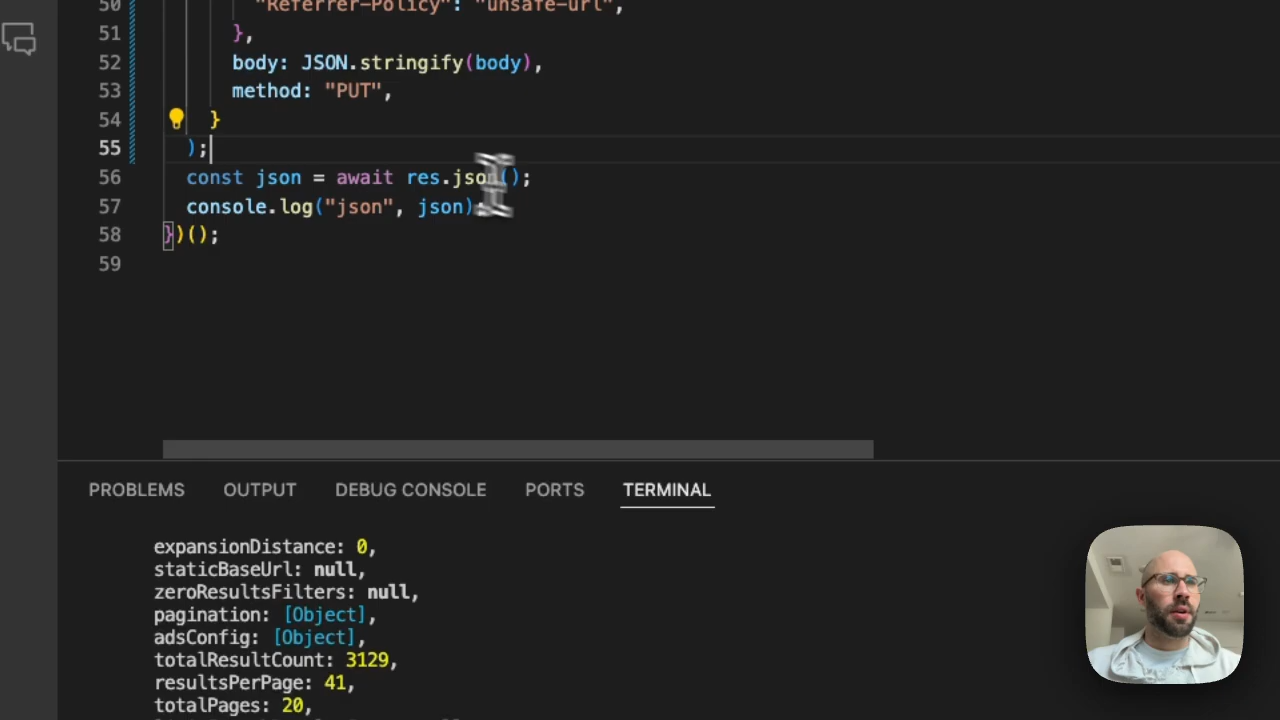 50 "Referrer-Policy": "unsafe-url",
51 },
52 body: JSON.stringify(body),
53 method: "PUT",
54 }
55 );
56 const json = await res.json();
57 console.log("json", json);
58 })();
59
PROBLEMS OUTPUT DEBUG CONSOLE PORTS TERMINAL
expansionDistance: 0,
staticBaseUrl: null,
zeroResultsFilters: null,
pagination: [Object],
adsConfig: [Object],
totalResultCount: 3129,
resultsPerPage: 41,
totalPages: 20,